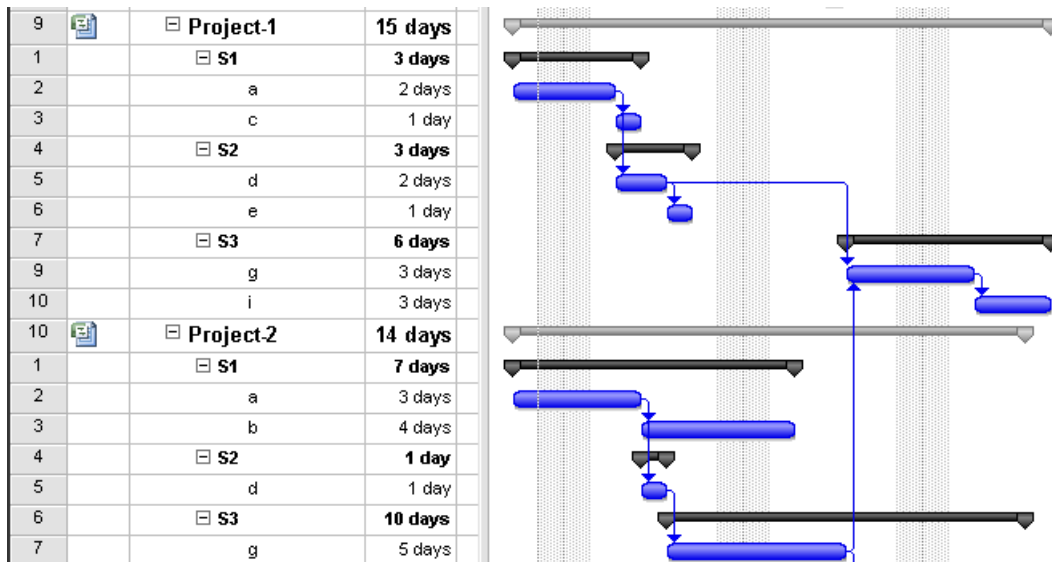 9 Project-1 15 days
1 S1 3 days
2 a 2 days
3 c 1 day
4 S2 3 days
5 d 2 days
6 e 1 day
7 S3 6 days
9 g 3 days
10 i 3 days
10 Project-2 14 days
1 S1 7 days
2 a 3 days
3 b 4 days
4 S2 1 day
5 d 1 day
6 S3 10 days
7 g 5 days